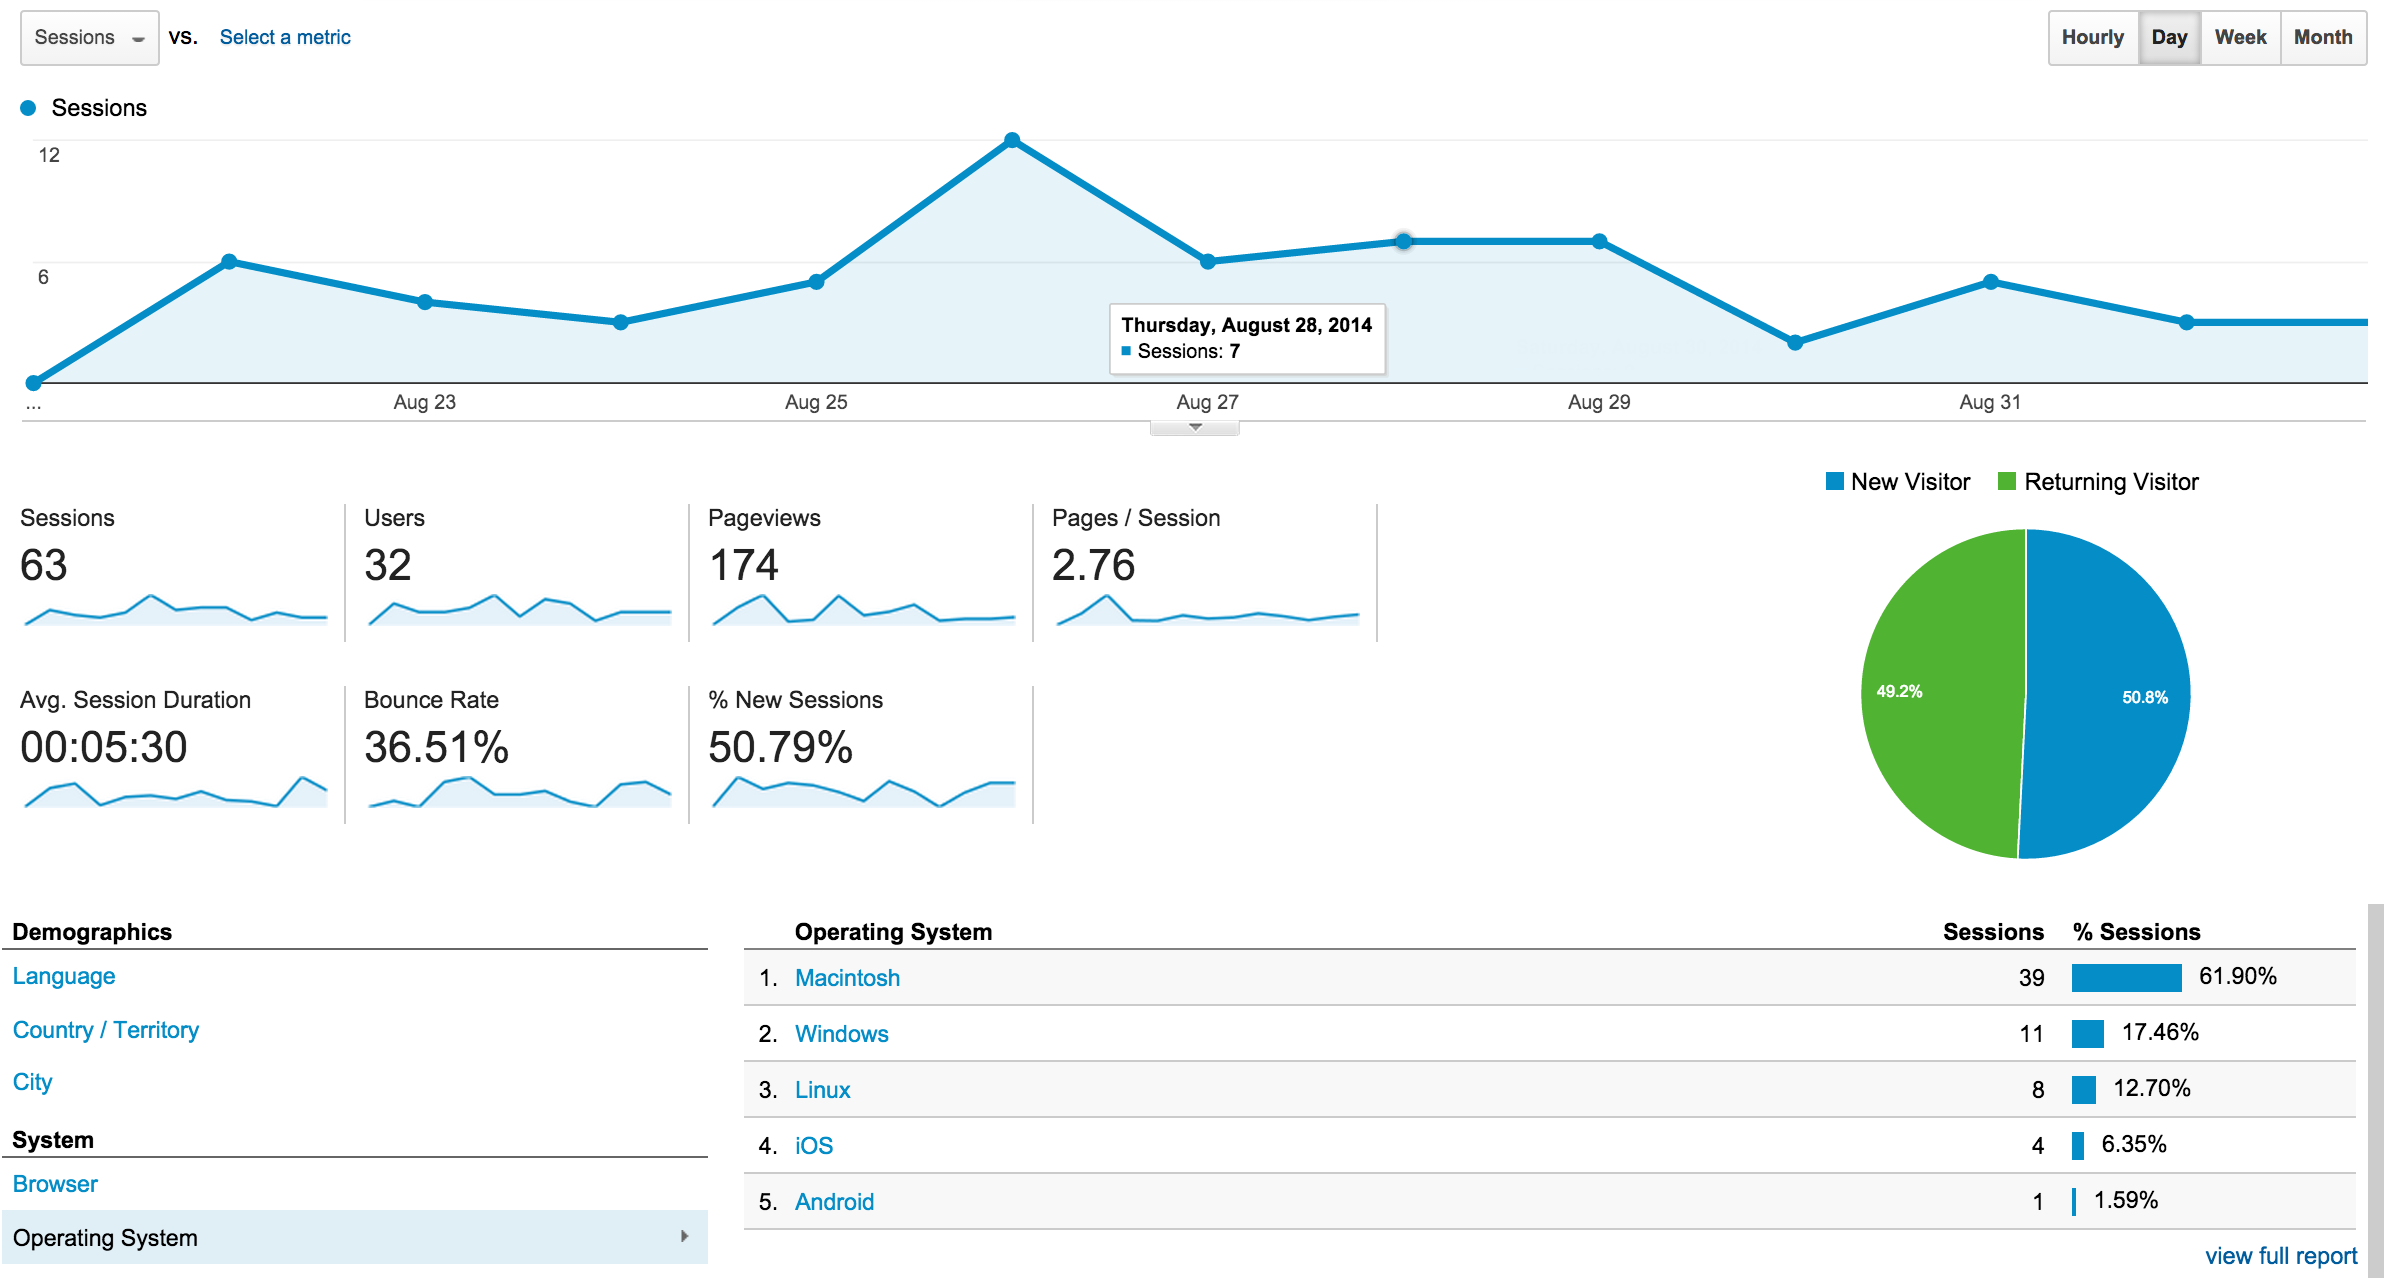 Sessions vs. Select a metric Hourly Day Week Month
Sessions
12
6
Thursday, August 28, 2014
Sessions: 7
... Aug 23 Aug 25 Aug 27 Aug 29 Aug 31
New Visitor Returning Visitor
Sessions Users Pageviews Pages / Session
63 32 174 2.76
49.2% 50.8%
Avg. Session Duration Bounce Rate % New Sessions
00:05:30 36.51% 50.79%
Demographics
Language
Country / Territory
City
System
Browser
Operating System
Operating System Sessions % Sessions
1. Macintosh 39 61.90%
2. Windows 11 17.46%
3. Linux 8 12.70%
4. iOS 4 6.35%
5. Android 1 1.59%
view full report